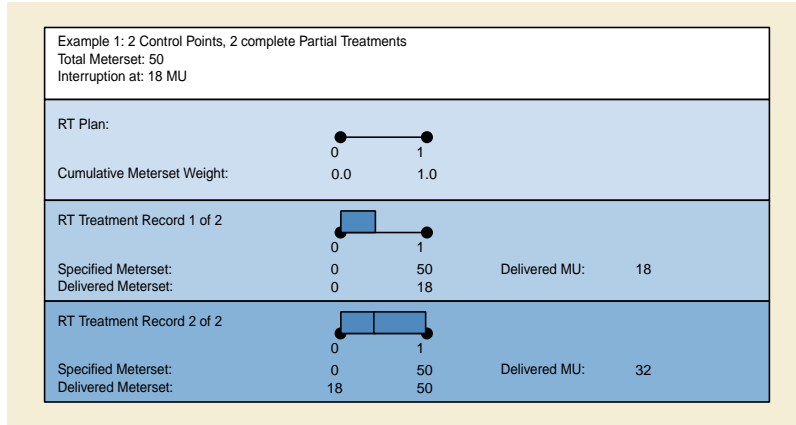 Example 1: 2 Control Points, 2 complete Partial Treatments
Total Meterset: 50
Interruption at: 18 MU
RT Plan:
0 1
Cumulative Meterset Weight: 0.0 1.0
RT Treatment Record 1 of 2
0 1
Specified Meterset: 0 50 Delivered MU: 18
Delivered Meterset: 0 18
RT Treatment Record 2 of 2
0 1
Specified Meterset: 0 50 Delivered MU: 32
Delivered Meterset: 18 50